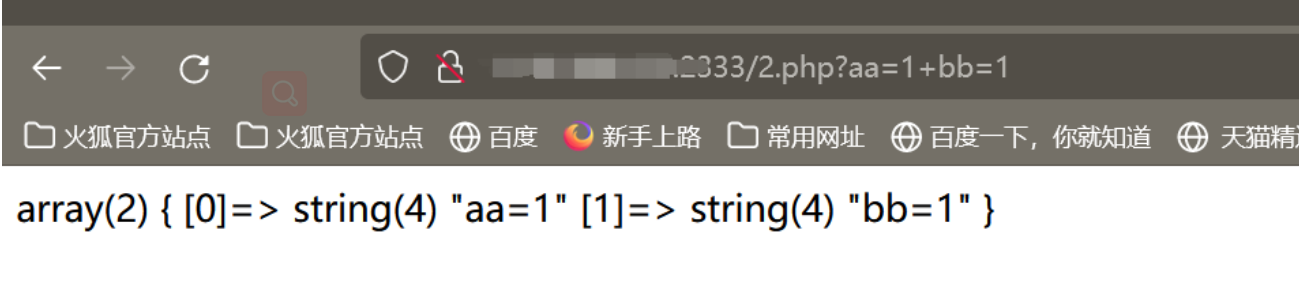 2333/2.php?aa=1+bb=1
火狐官方站点 火狐官方站点 百度 新手上路 常用网址 百度一下，你就知道 天猫精
array(2) { [0]=> string(4) "aa=1" [1]=> string(4) "bb=1" }